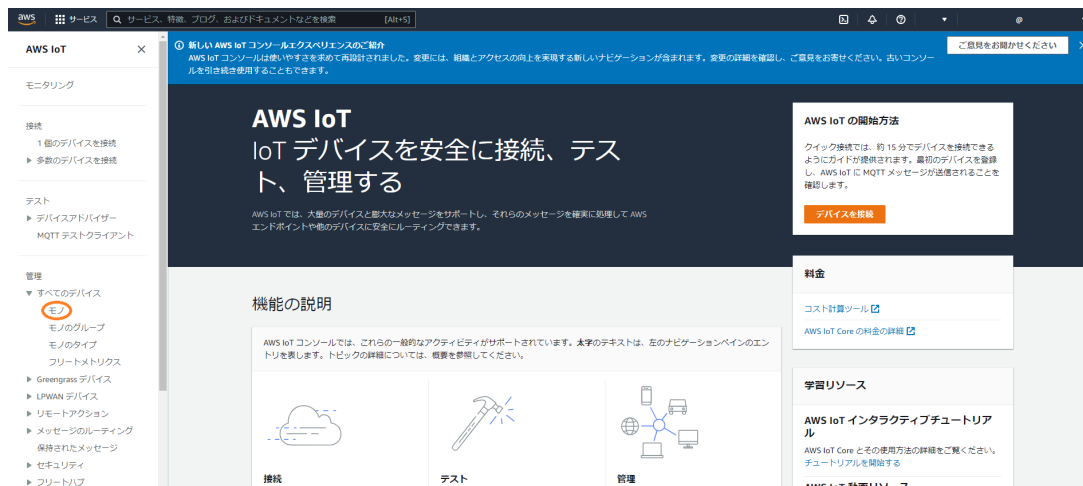 aws
サービス
サービス、特徴、ブログ、およびドキュメントなどを検索
[Alt+S]
@
AWS IoT
モニタリング
接続
1 個のデバイスを接続
多数のデバイスを接続
テスト
デバイスアドバイザー
MQTT テストクライアント
管理
すべてのデバイス
モノ
モノのグループ
モノのタイプ
フリートメトリクス
Greengrass デバイス
LPWAN デバイス
リモートアクション
メッセージのルーティング
保持されたメッセージ
セキュリティ
フリートハブ
新しい AWS IoT コンソールエクスペリエンスのご紹介
AWS IoT コンソールは使いやすさを求めて再設計されました。変更には、組織とアクセスの向上を実現する新しいナビゲーションが含まれます。変更の詳細を確認し、ご意見をお寄せください。古いコンソー
ルを引き続き使用することもできます。
ご意見をお聞かせください
AWS IoT
IoT デバイスを安全に接続、テス
ト、管理する
AWS IoT では、大量のデバイスと膨大なメッセージをサポートし、それらのメッセージを確実に処理して AWS
エンドポイントや他のデバイスに安全にルーティングできます。
AWS IoT の開始方法
クイック接続では、約 15 分でデバイスを接続できる
ようにガイドが提供されます。最初のデバイスを登録
し、AWS IoT に MQTT メッセージが送信されることを
確認します。
デバイスを接続
料金
コスト計算ツール
AWS IoT Core の料金の詳細
機能の説明
AWS IoT コンソールでは、これらの一般的なアクティビティがサポートされています。太字のテキストは、左のナビゲーションペインのエン
トリを表します。トピックの詳細については、概要を参照してください。
接続
テスト
管理
学習リソース
AWS IoT インタラクティブチュートリア
ル
AWS IoT Core とその使用方法の詳細をご覧ください。
チュートリアルを開始する
AWS IoT 動画リソース